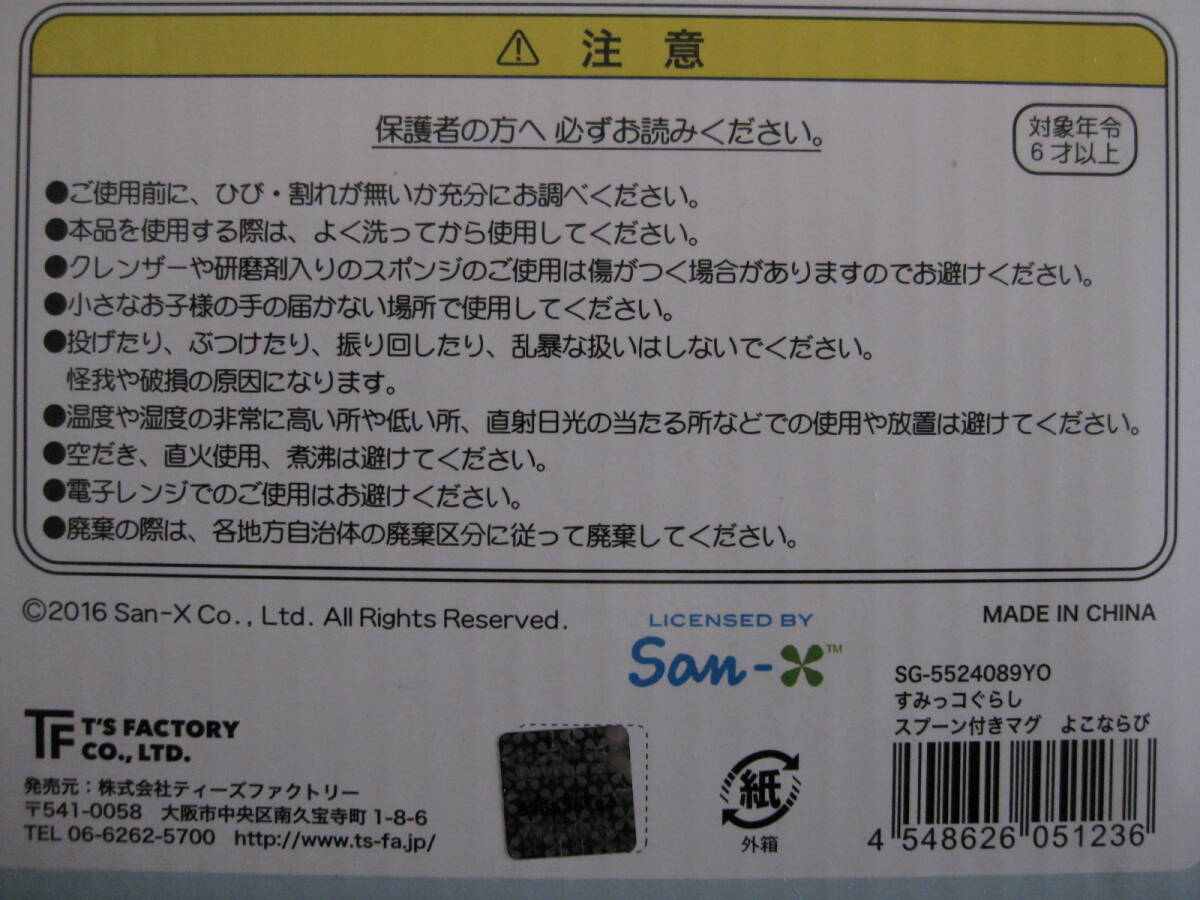 ⚠ 注意
保護者の方へ 必ずお読みください。
対象年令
6才以上
●ご使用前に、ひび・割れが無いか充分にお調べください。
●本品を使用する際は、よく洗ってから使用してください。
●クレンザーや研磨剤入りのスポンジのご使用は傷がつく場合がありますのでお避けください。
●小さなお子様の手の届かない場所で使用してください。
●投げたり、ぶつけたり、振り回したり、乱暴な扱いはしないでください。
怪我や破損の原因になります。
●温度や湿度の非常に高い所や低い所、直射日光の当たる所などでの使用や放置は避けてください。
●空だき、直火使用、煮沸は避けてください。
●電子レンジでのご使用はお避けください。
●廃棄の際は、各地方自治体の廃棄区分に従って廃棄してください。
©2016 San-X Co., Ltd. All Rights Reserved.
LICENSED BY
San-X™
MADE IN CHINA
SG-5524089YO
すみっコぐらし
スプーン付きマグ よこならび
TF T'S FACTORY
CO., LTD.
発売元：株式会社ティーズファクトリー
〒541-0058 大阪市中央区南久宝寺町1-8-6
TEL 06-6262-5700 http://www.ts-fa.jp/
紙
外箱
4 548626 051236